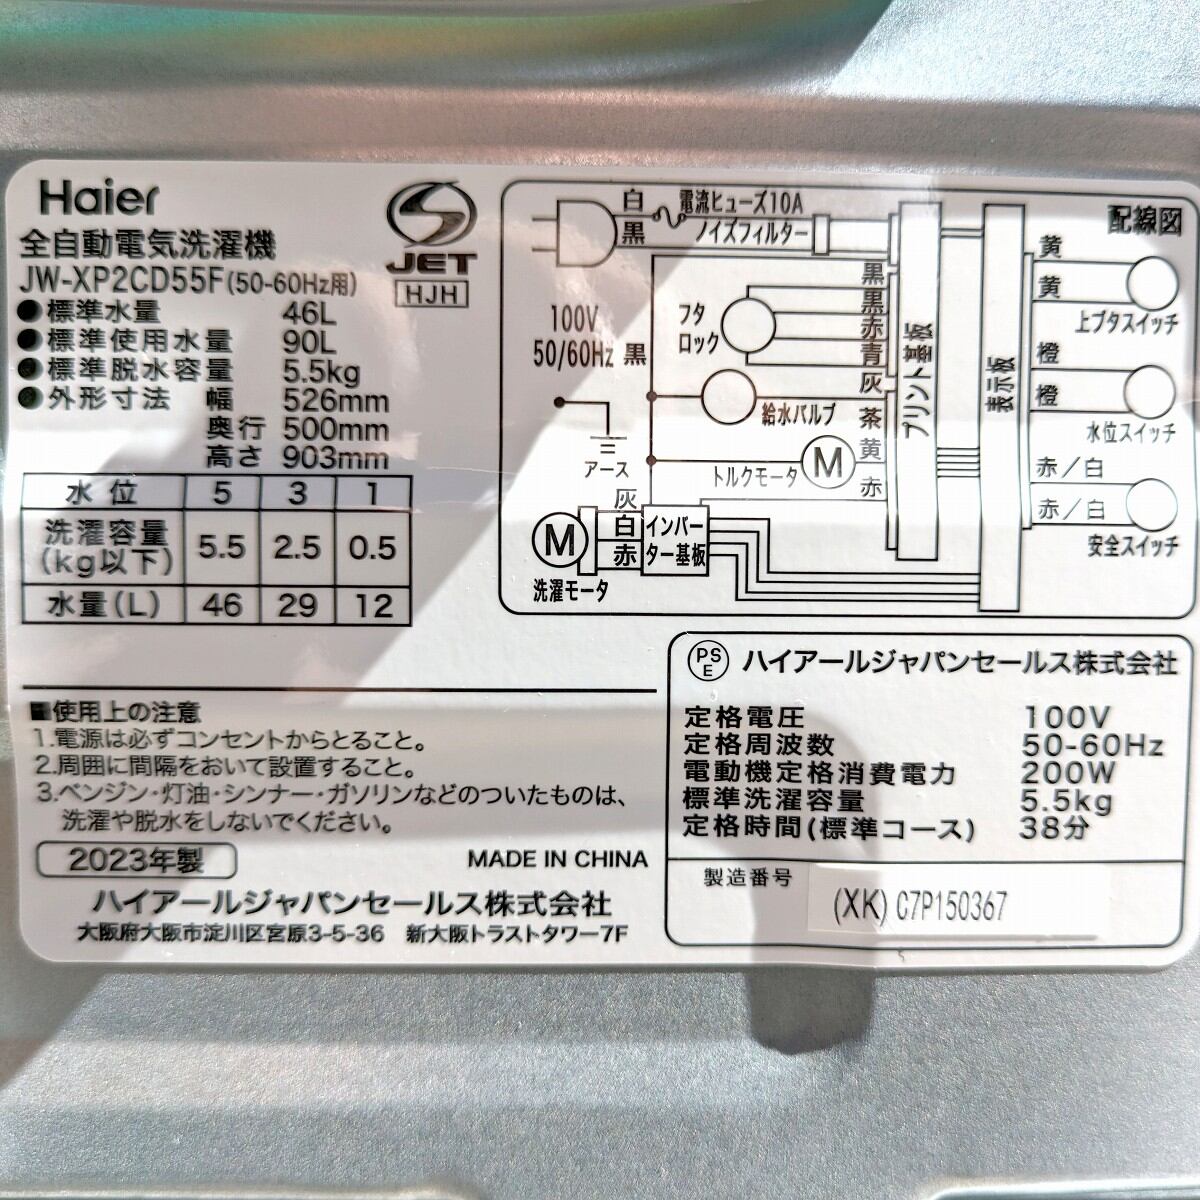 Haier
全自動電気洗濯機
JW-XP2CD55F(50-60Hz用)
●標準水量 46L
●標準使用水量 90L
●標準脱水容量 5.5kg
●外形寸法 幅 526mm
奥行 500mm
高さ 903mm
JET
HJH
水位 5 3 1
洗濯容量(kg以下) 5.5 2.5 0.5
水量(L) 46 29 12
配線図
白
黒
電流ヒューズ10A
ノイズフィルター
100V
50/60Hz
黒
アース
フタ
ロック
黒
黒
赤
青
灰
給水バルブ
茶
トルクモータ
M
黄
赤
灰
白
赤
M
洗濯モータ
インバー
ター基板
プリント基板
表示板
黄
黄
上ブタスイッチ
橙
橙
水位スイッチ
赤/白
赤/白
安全スイッチ
■使用上の注意
1.電源は必ずコンセントからとること。
2.周囲に間隔をおいて設置すること。
3.ベンジン・灯油・シンナー・ガソリンなどのついたものは、
洗濯や脱水をしないでください。
2023年製
MADE IN CHINA
ハイアールジャパンセールス株式会社
大阪府大阪市淀川区宮原3-5-36 新大阪トラストタワー7F
PS
E
ハイアールジャパンセールス株式会社
定格電圧 100V
定格周波数 50-60Hz
電動機定格消費電力 200W
標準洗濯容量 5.5kg
定格時間(標準コース) 38分
製造番号
(XK) C7P150367